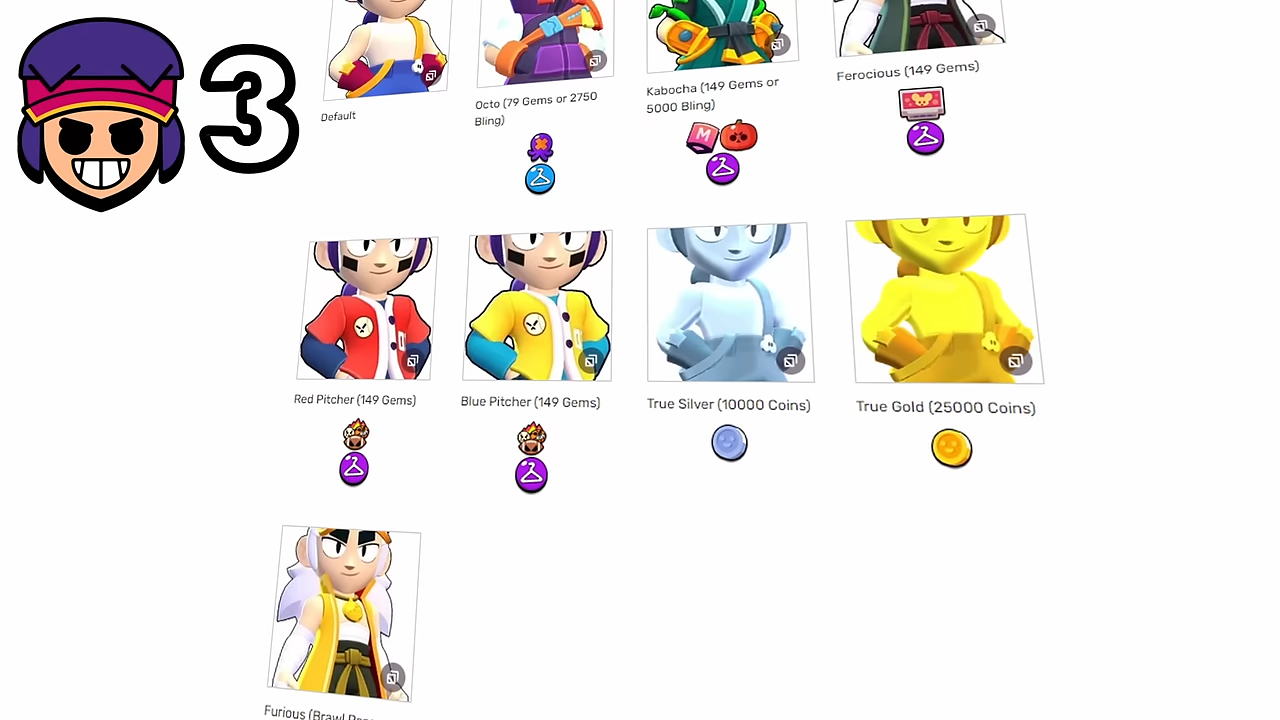 3
Default
Octo (79 Gems or 2750
Bling)
Kabocha (149 Gems or
5000 Bling)
Ferocious (149 Gems)
M
Red Pitcher (149 Gems)
Blue Pitcher (149 Gems)
True Silver (10000 Coins)
True Gold (25000 Coins)
Furious (Brawl